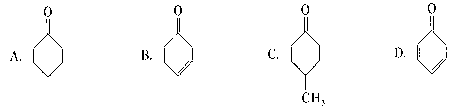 O O O O
A. B. C. D.
CH₃